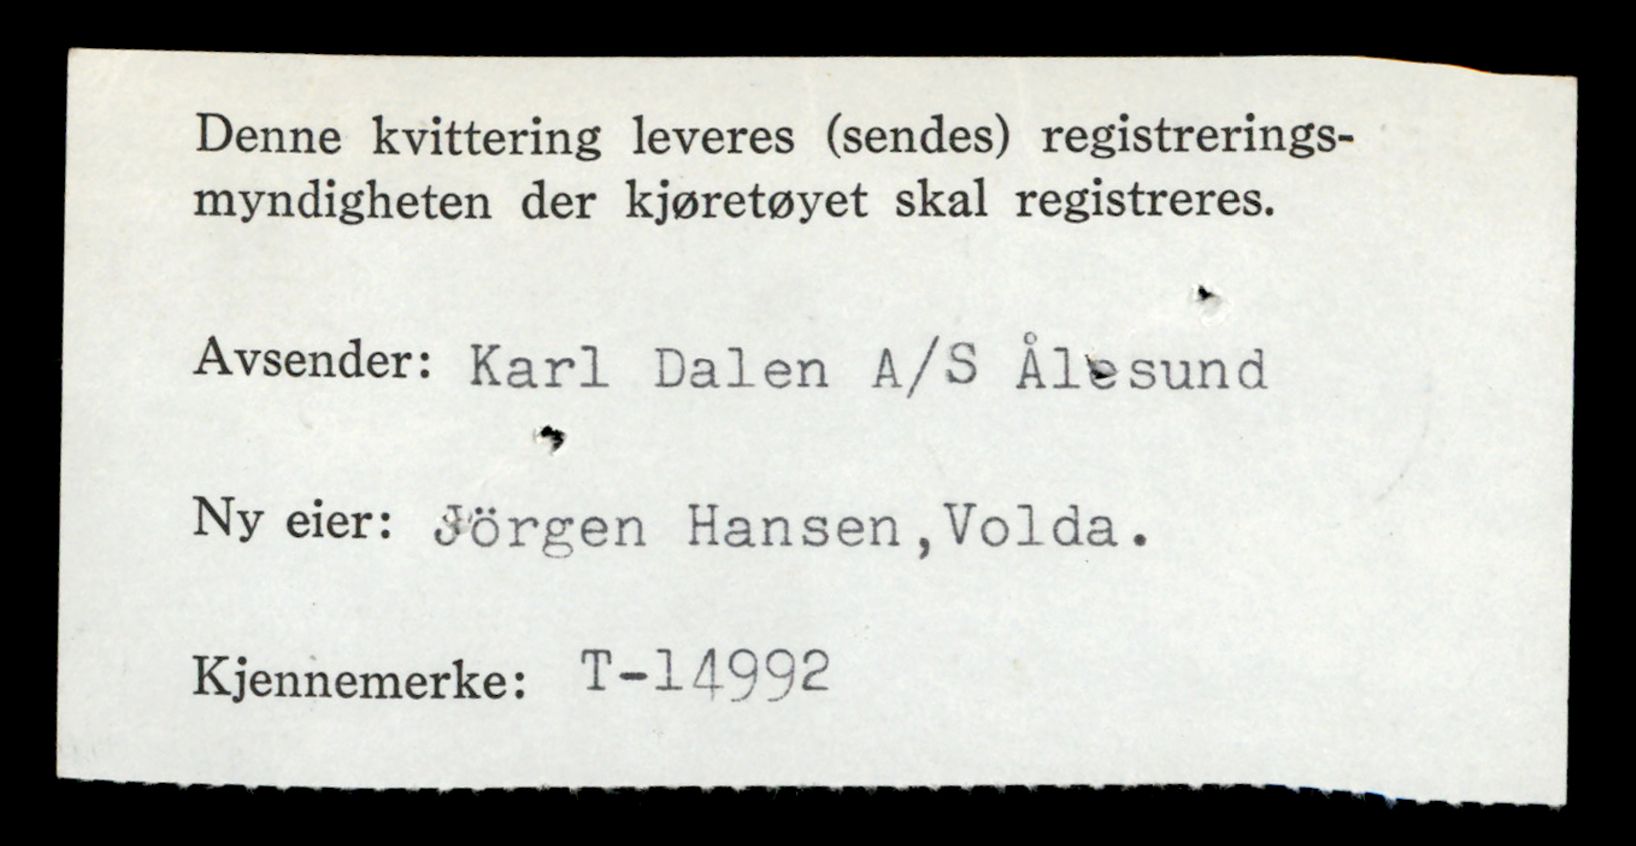 Denne kvittering leveres (sendes) registrerings-
myndigheten der kjøretøyet skal registreres.
Avsender: Karl Dalen A/S Ålesund
Ny eier: Jörgen Hansen,Volda.
Kjennemerke: T-14992